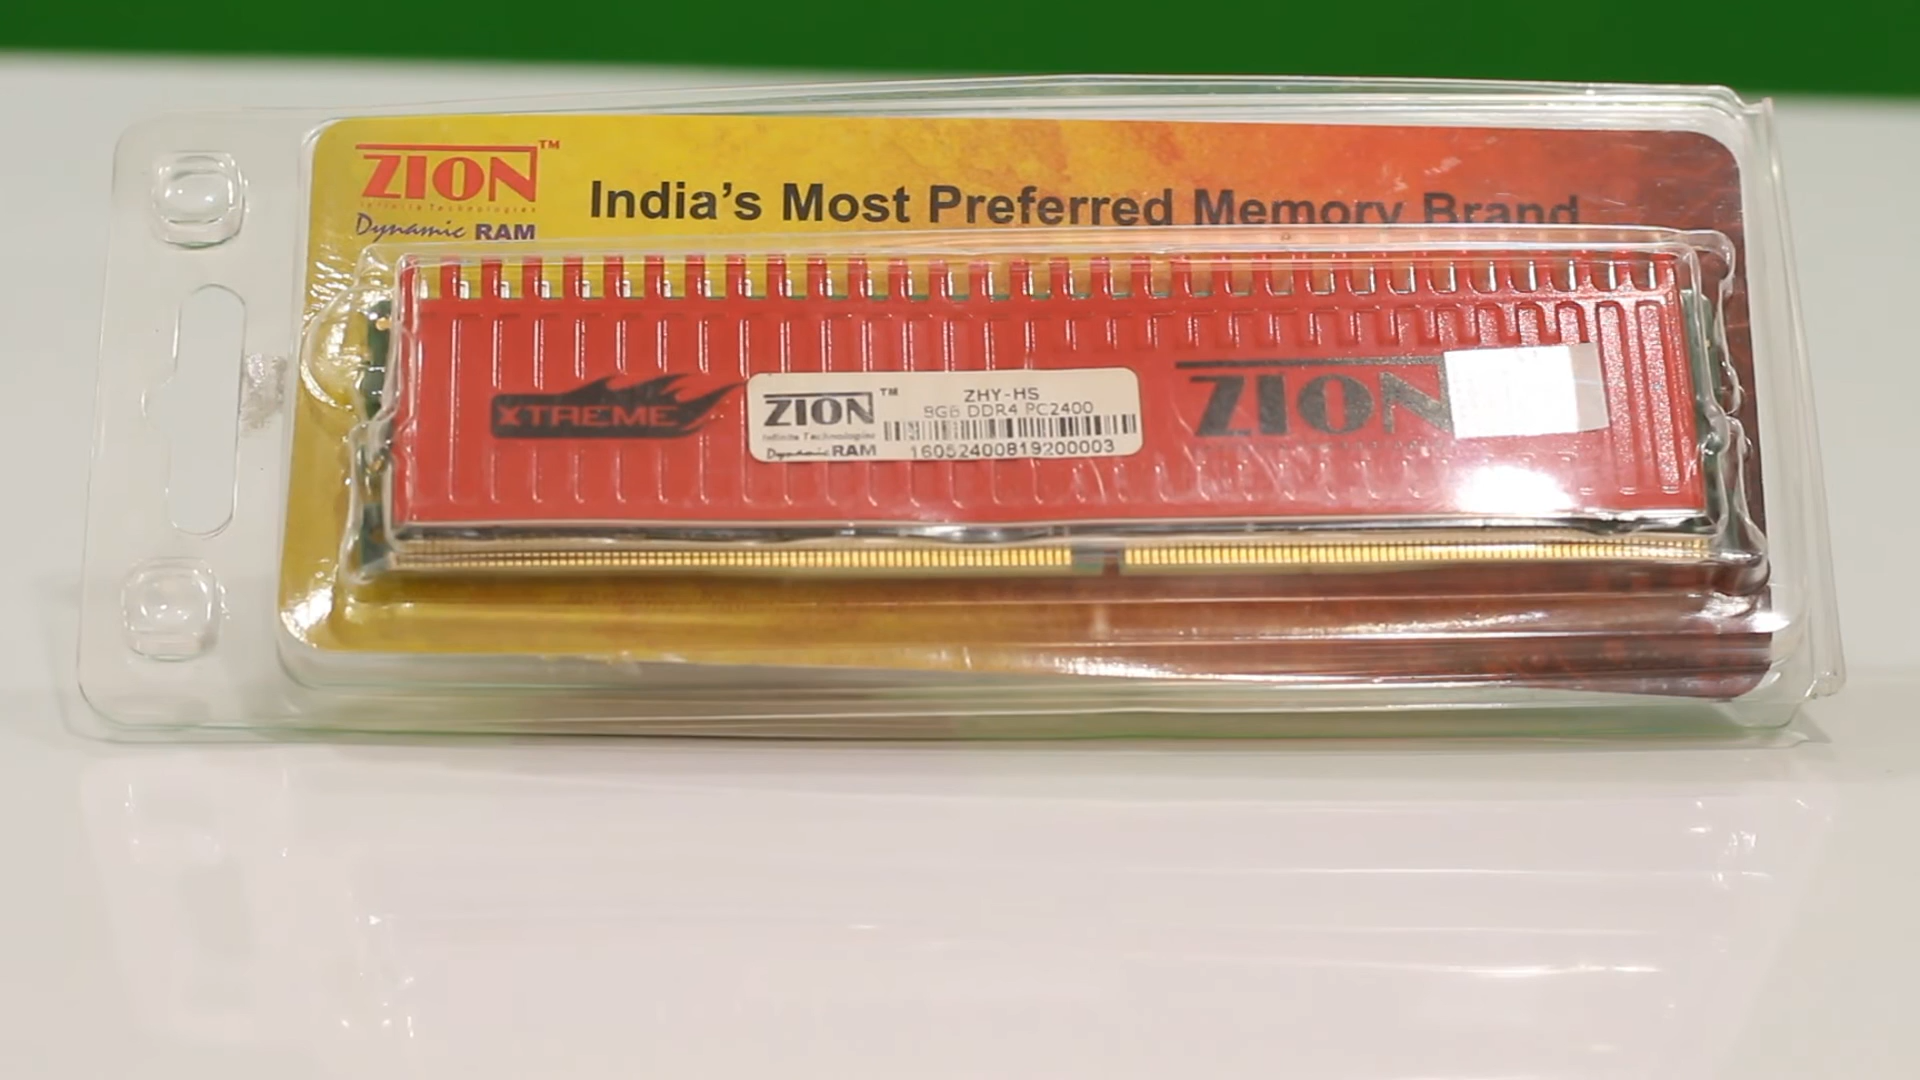 ZION™
Infinite Technologies
Dynamic RAM
India's Most Preferred Memory Brand
XTREME
ZION™
Infinite Technologies
Dynamic RAM
ZHY-HS
8GB DDR4 PC2400
16052400819200003
ZION